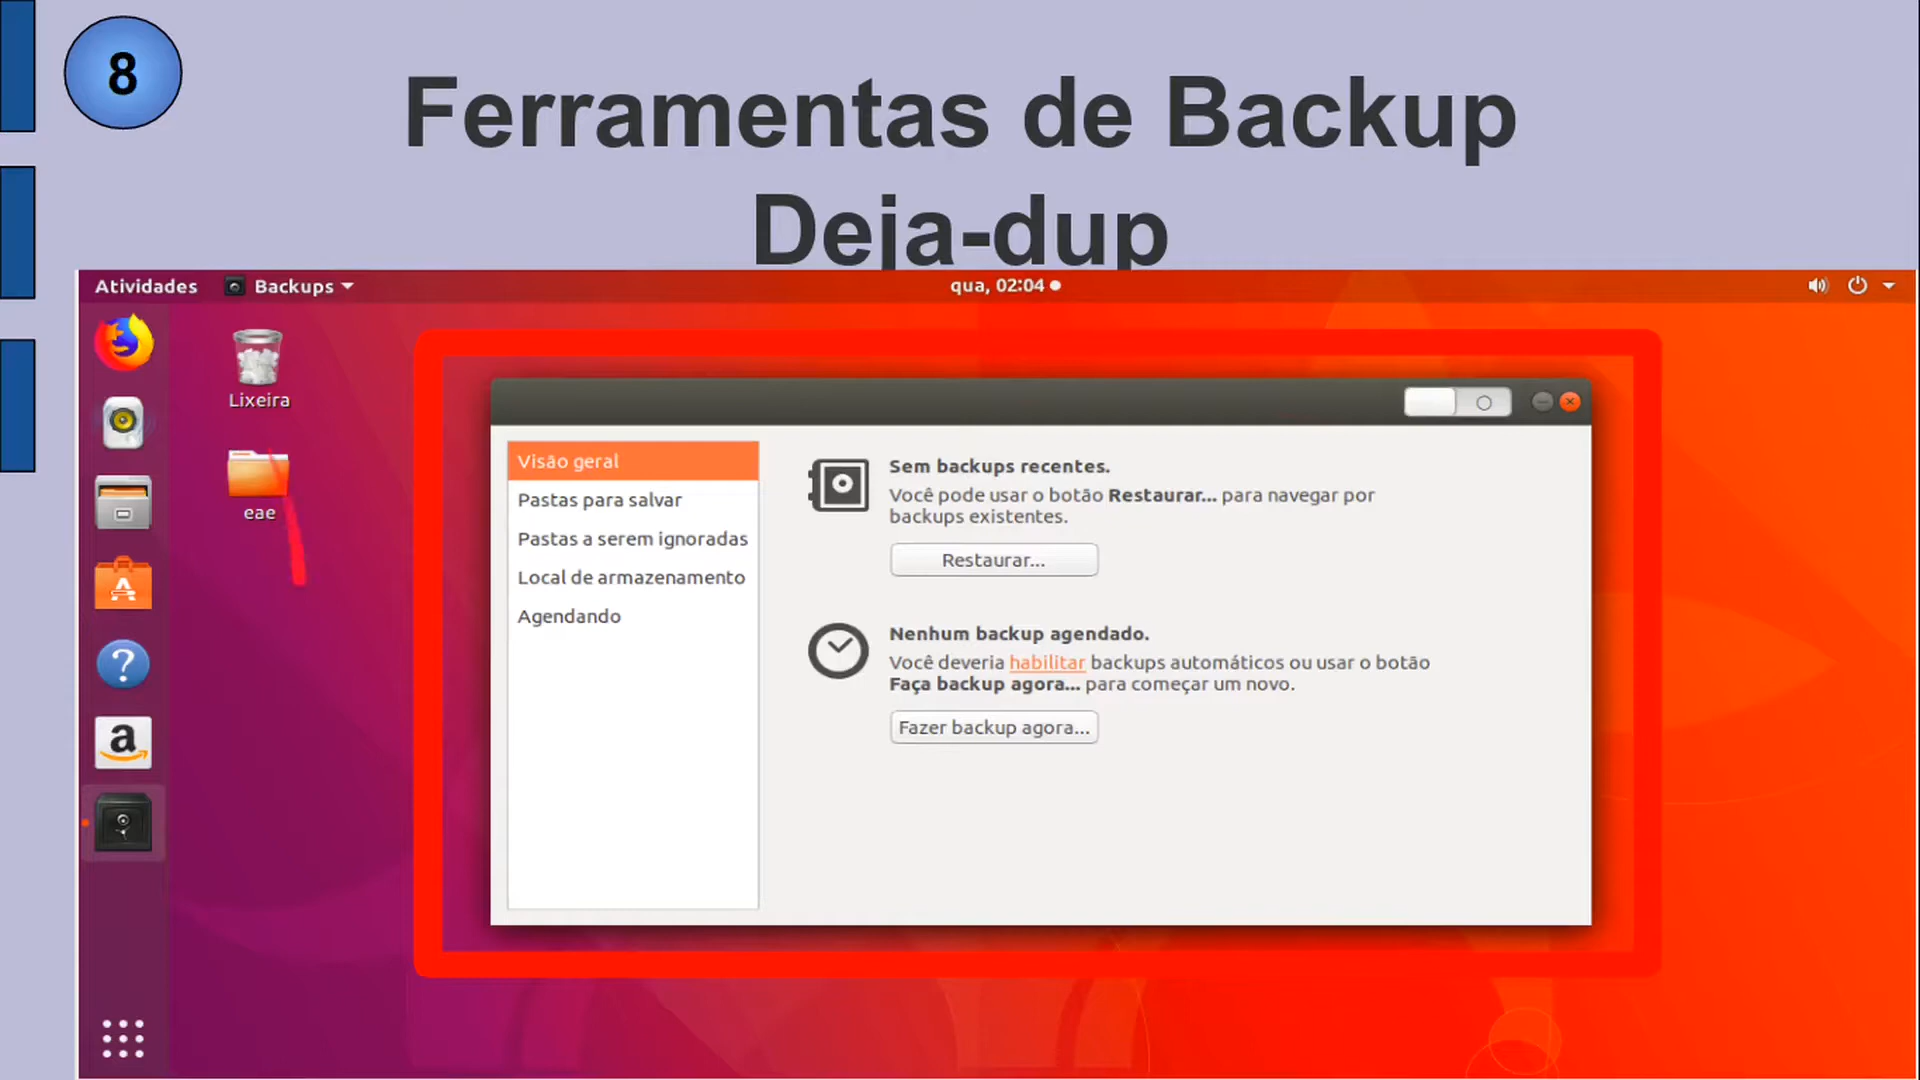 8
Ferramentas de Backup
Deja-dup
Atividades
Backups
qua, 02:04
Lixeira
eae
Visão geral
Pastas para salvar
Pastas a serem ignoradas
Local de armazenamento
Agendando
Sem backups recentes.
Você pode usar o botão Restaurar... para navegar por
backups existentes.
Restaurar...
Nenhum backup agendado.
Você deveria habilitar backups automáticos ou usar o botão
Faça backup agora... para começar um novo.
Fazer backup agora...
?
a